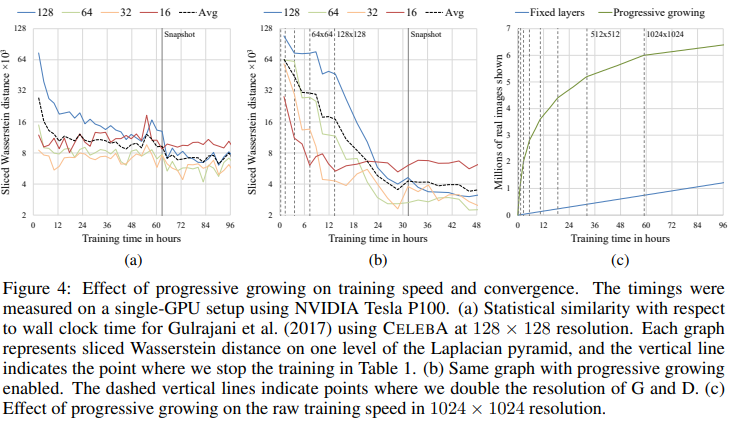 128 64 32 16 Avg
128 64 32 16 Avg
Fixed layers Progressive growing
Sliced Wasserstein distance ×10³
128
64
32
16
8
4
2
Snapshot
0 12 24 36 48 60 72 84 96
Training time in hours
(a)
Sliced Wasserstein distance ×10³
128
64
32
16
8
4
2
64x64 128x128 Snapshot
0 6 12 18 24 30 36 42 48
Training time in hours
(b)
Millions of real images shown
7
6
5
4
3
2
1
0
512x512 1024x1024
0 12 24 36 48 60 72 84 96
Training time in hours
(c)
Figure 4: Effect of progressive growing on training speed and convergence. The timings were
measured on a single-GPU setup using NVIDIA Tesla P100. (a) Statistical similarity with respect
to wall clock time for Gulrajani et al. (2017) using CELEBA at 128 × 128 resolution. Each graph
represents sliced Wasserstein distance on one level of the Laplacian pyramid, and the vertical line
indicates the point where we stop the training in Table 1. (b) Same graph with progressive growing
enabled. The dashed vertical lines indicate points where we double the resolution of G and D. (c)
Effect of progressive growing on the raw training speed in 1024 × 1024 resolution.